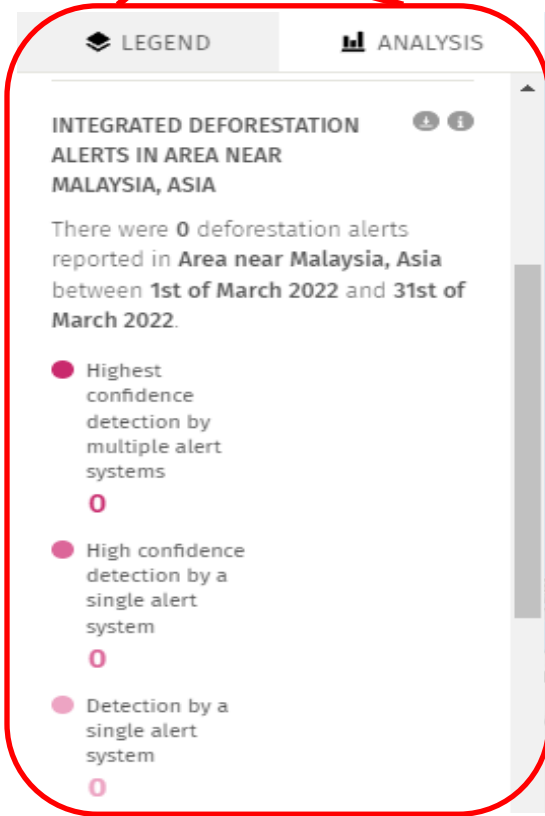 LEGEND
ANALYSIS
INTEGRATED DEFORESTATION
ALERTS IN AREA NEAR
MALAYSIA, ASIA
There were 0 deforestation alerts
reported in Area near Malaysia, Asia
between 1st of March 2022 and 31st of
March 2022.
Highest
confidence
detection by
multiple alert
systems
0
High confidence
detection by a
single alert
system
0
Detection by a
single alert
system
0